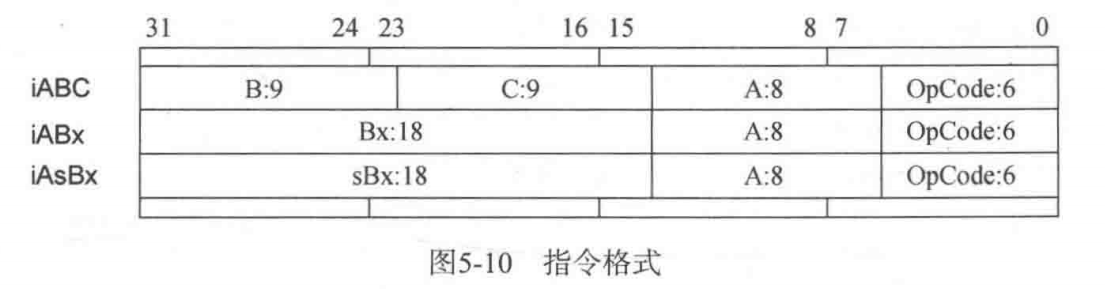 31 24 23 16 15 8 7 0
iABC B:9 C:9 A:8 OpCode:6
iABx Bx:18 A:8 OpCode:6
iAsBx sBx:18 A:8 OpCode:6
图5-10 指令格式